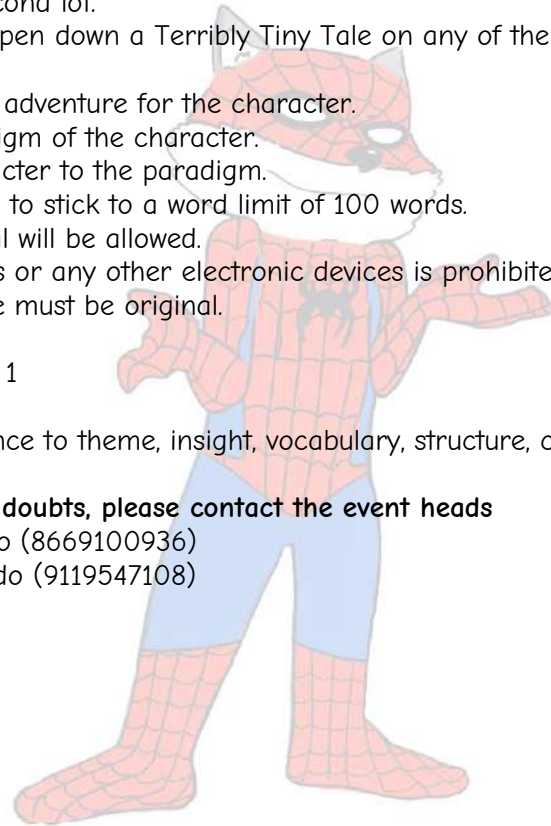 cond lot.
pen down a Terribly Tiny Tale on any of the
adventure for the character.
igm of the character.
cter to the paradigm.
to stick to a word limit of 100 words.
l will be allowed.
s or any other electronic devices is prohibite
e must be original.
1
nce to theme, insight, vocabulary, structure, c
doubts, please contact the event heads
o (8669100936)
do (9119547108)